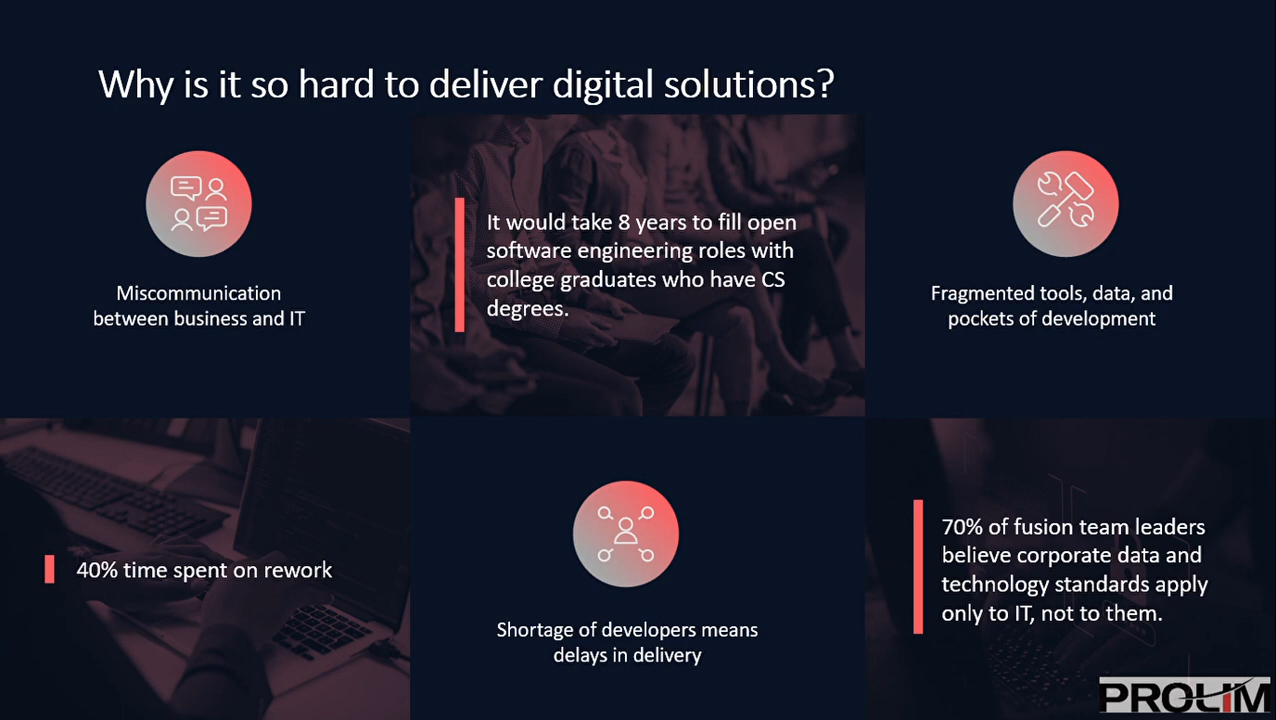 Why is it so hard to deliver digital solutions?
Miscommunication
between business and IT
It would take 8 years to fill open
software engineering roles with
college graduates who have CS
degrees.
Fragmented tools, data, and
pockets of development
40% time spent on rework
Shortage of developers means
delays in delivery
70% of fusion team leaders
believe corporate data and
technology standards apply
only to IT, not to them.
PROLIM